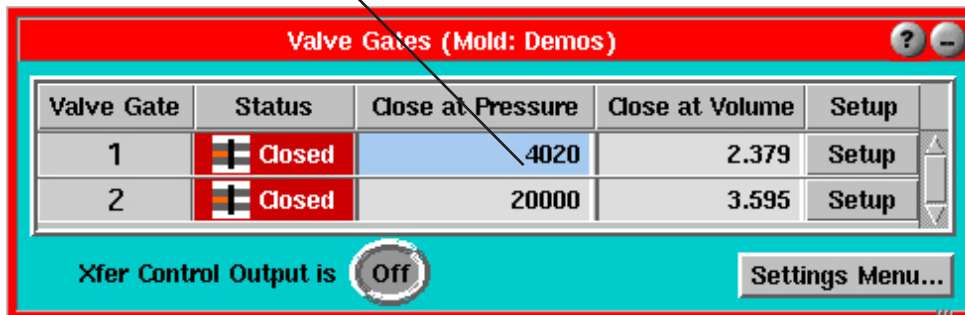 Valve Gates (Mold: Demos) ? –
Valve Gate Status Close at Pressure Close at Volume Setup
1 Closed 4020 2.379 Setup
2 Closed 20000 3.595 Setup
Xfer Control Output is Off Settings Menu...